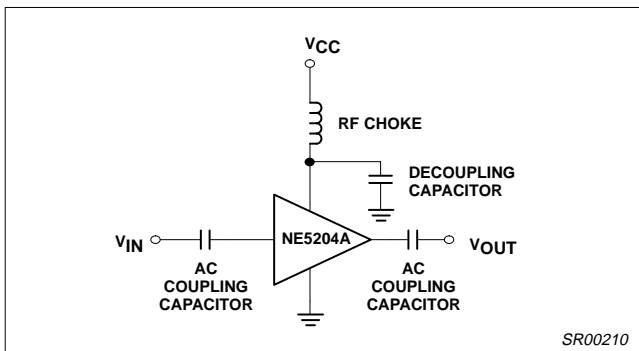 VCC
RF CHOKE
DECOUPLING
CAPACITOR
NE5204A
VIN
VOUT
AC
COUPLING
CAPACITOR
AC
COUPLING
CAPACITOR
SR00210